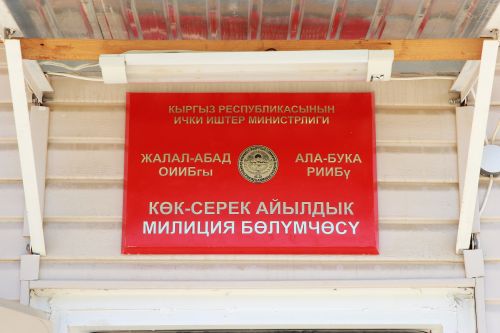 КЫРГЫЗ РЕСПУБЛИКАСЫНЫН
ИЧКИ ИШТЕР МИНИСТРЛИГИ
ЖАЛАЛ-АБАД
ОИИБгы
АЛА-БУКА
РИИБү
КӨК-СЕРЕК АЙЫЛДЫК
МИЛИЦИЯ БӨЛҮМЧӨСҮ